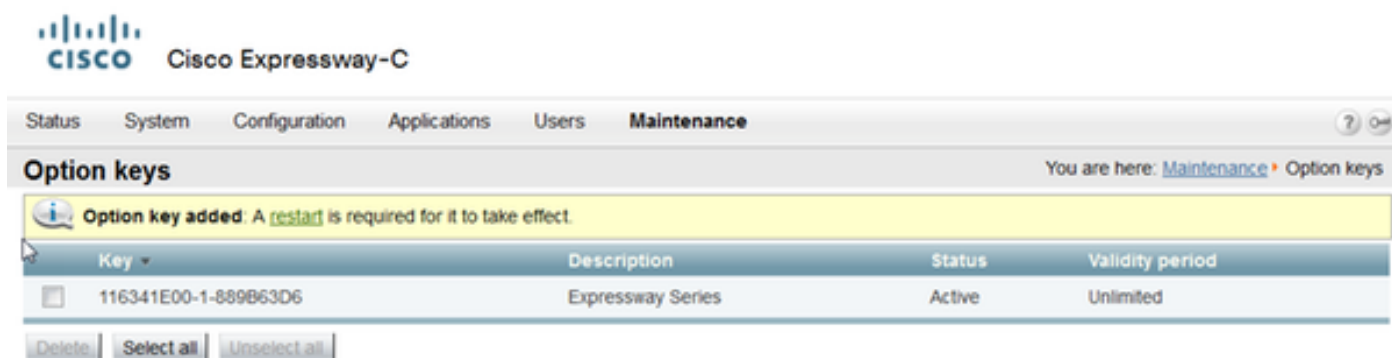 CISCO Cisco Expressway-C
Status System Configuration Applications Users Maintenance ?
Option keys You are here: Maintenance Option keys
i Option key added: A restart is required for it to take effect.
Key Description Status Validity period
116341E00-1-889B63D6 Expressway Series Active Unlimited
Delete Select all Unselect all